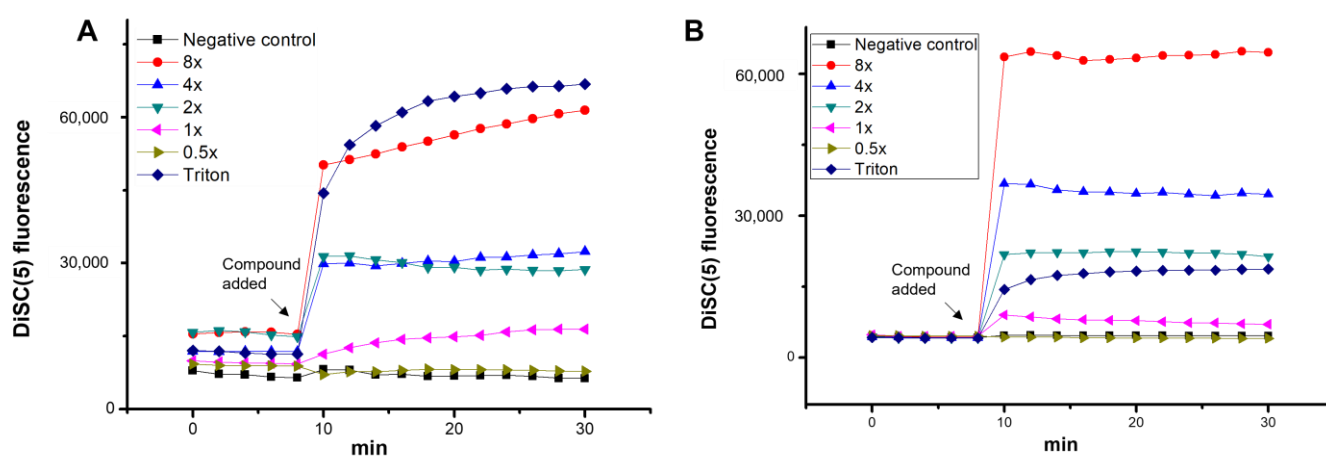 A
Negative control
8x
4x
2x
1x
0.5x
Triton
60,000
30,000
0
Compound
added
DiSC(5) fluorescence
0
10
20
30
min
B
Negative control
8x
4x
2x
1x
0.5x
Triton
60,000
30,000
0
Compound
added
DiSC(5) fluorescence
0
10
20
30
min